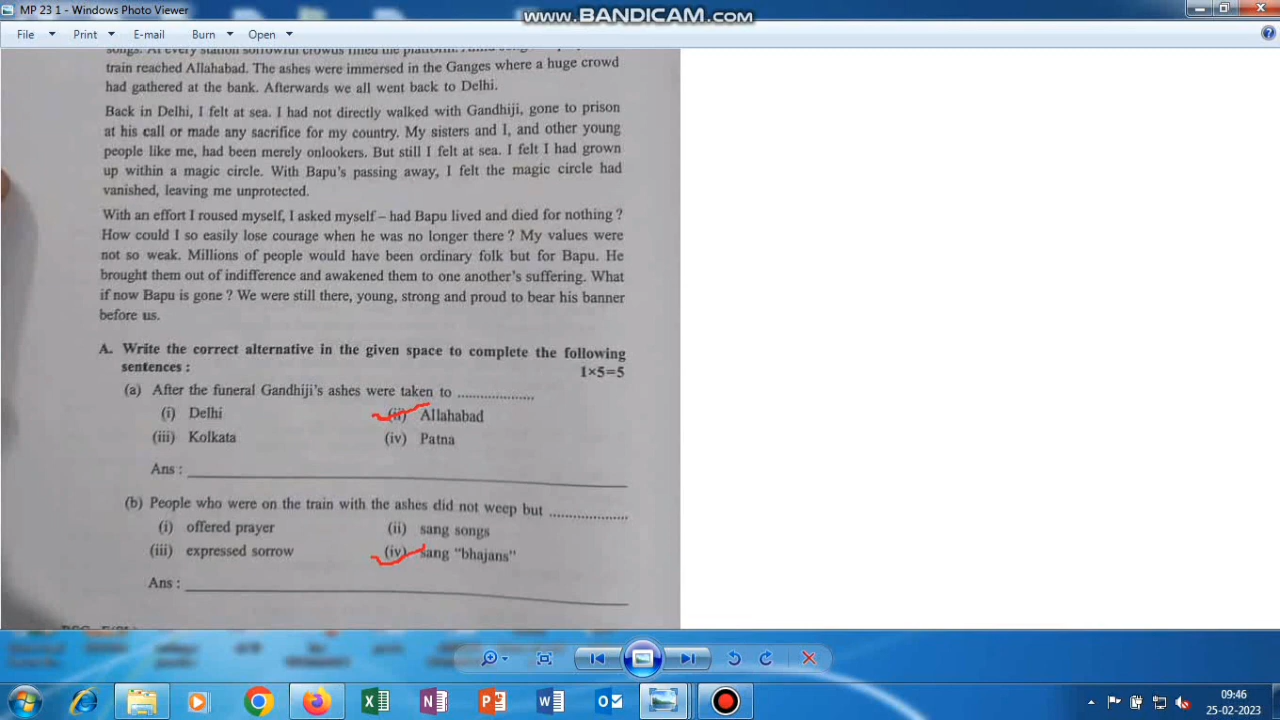 MP 23 1 - Windows Photo Viewer
www.BANDICAM.com
File Print E-mail Burn Open
songs. At every station sorrowful crowds filled the platform.
train reached Allahabad. The ashes were immersed in the Ganges where a huge crowd
had gathered at the bank. Afterwards we all went back to Delhi.
Back in Delhi, I felt at sea. I had not directly walked with Gandhiji, gone to prison
at his call or made any sacrifice for my country. My sisters and I, and other young
people like me, had been merely onlookers. But still I felt at sea. I felt I had grown
up within a magic circle. With Bapu's passing away, I felt the magic circle had
vanished, leaving me unprotected.
With an effort I roused myself, I asked myself – had Bapu lived and died for nothing ?
How could I so easily lose courage when he was no longer there ? My values were
not so weak. Millions of people would have been ordinary folk but for Bapu. He
brought them out of indifference and awakened them to one another's suffering. What
if now Bapu is gone ? We were still there, young, strong and proud to bear his banner
before us.
A. Write the correct alternative in the given space to complete the following
sentences : 1×5=5
(a) After the funeral Gandhiji's ashes were taken to ....................
(i) Delhi (ii) Allahabad
(iii) Kolkata (iv) Patna
Ans :
(b) People who were on the train with the ashes did not weep but ....................
(i) offered prayer (ii) sang songs
(iii) expressed sorrow (iv) sang "bhajans"
Ans :
09:46
25-02-2023